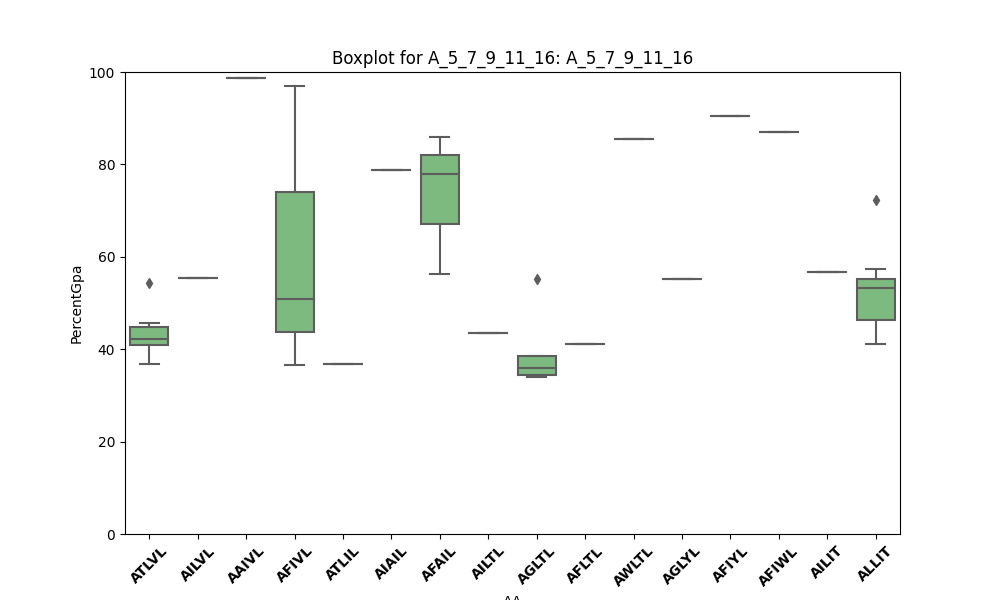 Boxplot for A_5_7_9_11_16: A_5_7_9_11_16
100
80
60
40
20
0
PercentGpa
ATLVL
AILVL
AAIVL
AFIVL
ATLIL
AIAIL
AFAIL
AILTL
AGLTL
AFLTL
AWLTL
AGLYL
AFIYL
AFIWL
AILIT
ALLIT